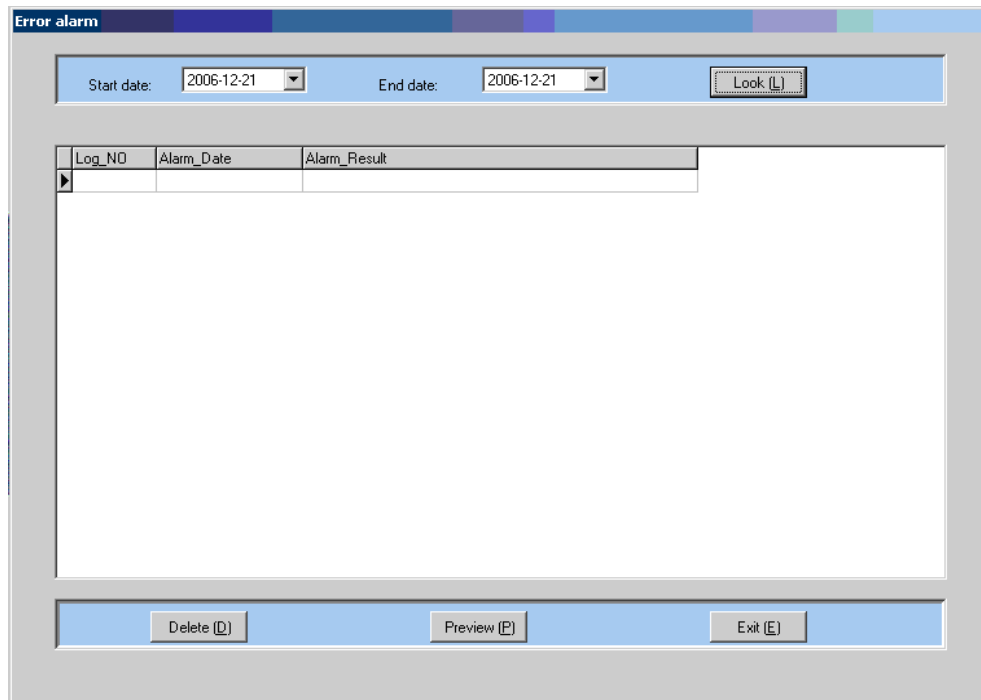 Error alarm
Start date: 2006-12-21 End date: 2006-12-21 Look (L)
Log_NO Alarm_Date Alarm_Result
Delete (D) Preview (P) Exit (E)